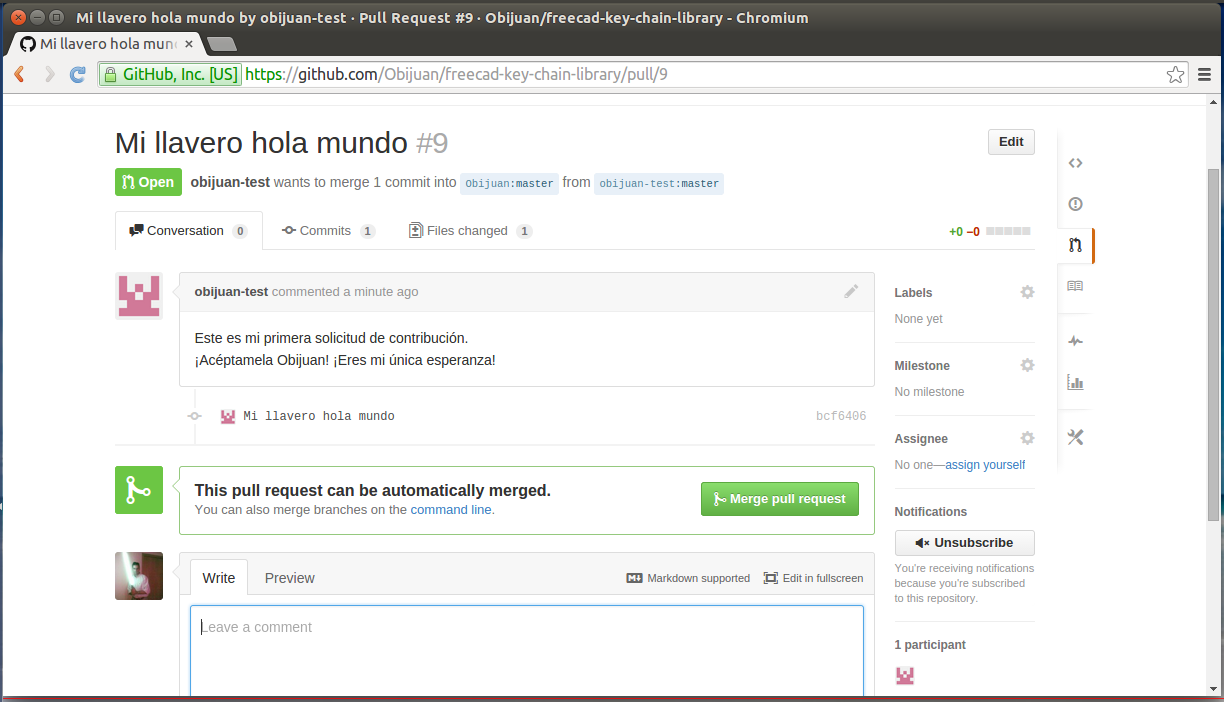 Mi llavero hola mundo by obijuan-test · Pull Request #9 · Obijuan/freecad-key-chain-library - Chromium
Mi llavero hola mun
GitHub, Inc. [US] https://github.com/Obijuan/freecad-key-chain-library/pull/9
Mi llavero hola mundo #9
Edit
Open obijuan-test wants to merge 1 commit into Obijuan:master from obijuan-test:master
Conversation 0 Commits 1 Files changed 1 +0 −0
obijuan-test commented a minute ago
Este es mi primera solicitud de contribución.
¡Acéptamela Obijuan! ¡Eres mi única esperanza!
Mi llavero hola mundo bcf6406
This pull request can be automatically merged.
You can also merge branches on the command line.
Merge pull request
Write Preview Markdown supported Edit in fullscreen
Leave a comment
Labels
None yet
Milestone
No milestone
Assignee
No one—assign yourself
Notifications
Unsubscribe
You're receiving notifications
because you're subscribed
to this repository.
1 participant